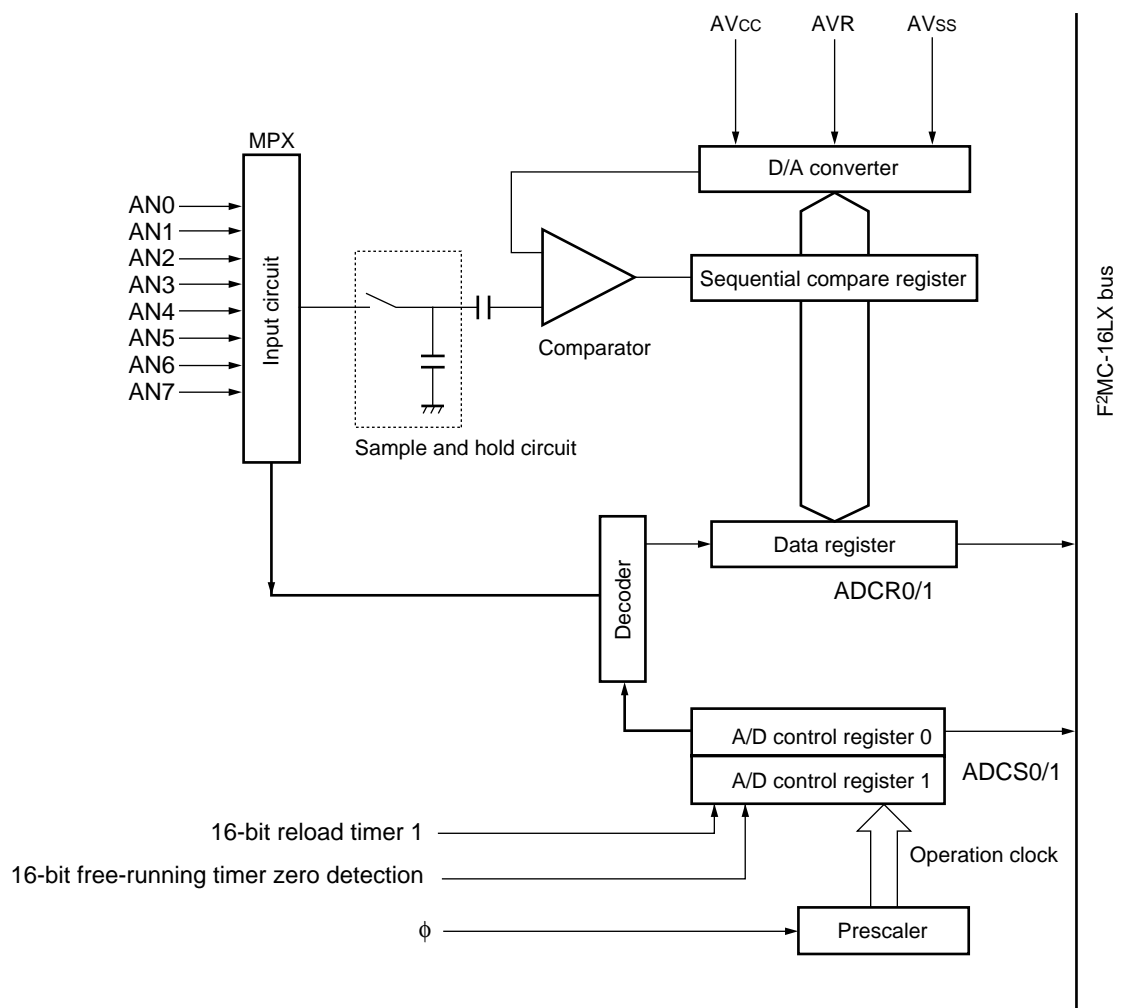 AVCC AVR AVSS
MPX
D/A converter
AN0
AN1
AN2
AN3
AN4
AN5
AN6
AN7
Input circuit
Sequential compare register
Comparator
F²MC-16LX bus
Sample and hold circuit
Data register
Decoder
ADCR0/1
A/D control register 0
A/D control register 1
ADCS0/1
16-bit reload timer 1
Operation clock
16-bit free-running timer zero detection
ϕ
Prescaler